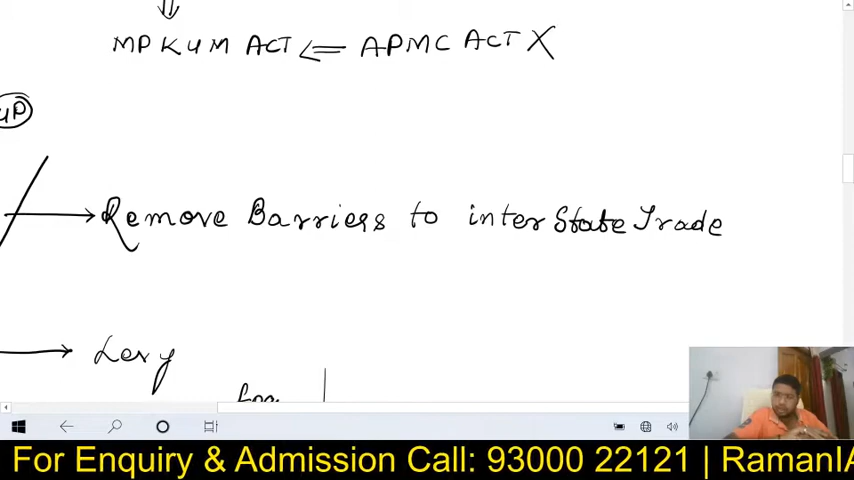 MP KUM ACT <= APMC ACT X
UP
Remove Barriers to inter State Trade
Levy
For Enquiry & Admission Call: 93000 22121 | RamanIA